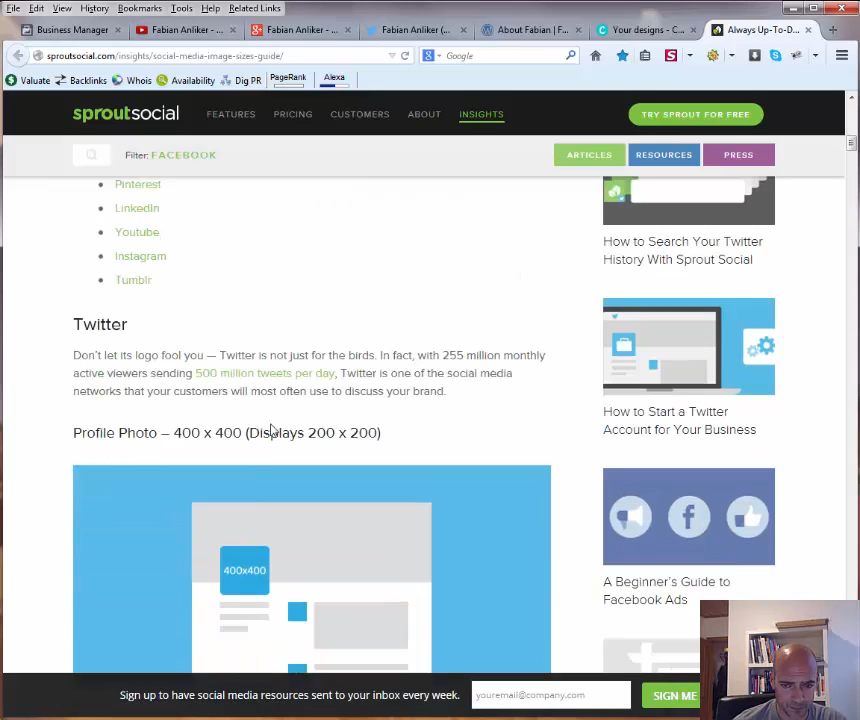 File Edit View History Bookmarks Tools Help Related Links
Business Manager
Fabian Anliker - ...
Fabian Anliker - ...
Fabian Anliker (...
About Fabian | F...
Your designs - C...
Always Up-To-D...
sproutsocial.com/insights/social-media-image-sizes-guide/
Google
Valuate Backlinks Whois Availability Dig PR PageRank Alexa
sproutsocial FEATURES PRICING CUSTOMERS ABOUT INSIGHTS TRY SPROUT FOR FREE
Filter: FACEBOOK ARTICLES RESOURCES PRESS
Pinterest
LinkedIn
Youtube
Instagram
Tumblr
Twitter
Don't let its logo fool you — Twitter is not just for the birds. In fact, with 255 million monthly
active viewers sending 500 million tweets per day, Twitter is one of the social media
networks that your customers will most often use to discuss your brand.
Profile Photo – 400 x 400 (Displays 200 x 200)
400x400
How to Search Your Twitter
History With Sprout Social
How to Start a Twitter
Account for Your Business
A Beginner's Guide to
Facebook Ads
Sign up to have social media resources sent to your inbox every week. youremail@company.com SIGN ME